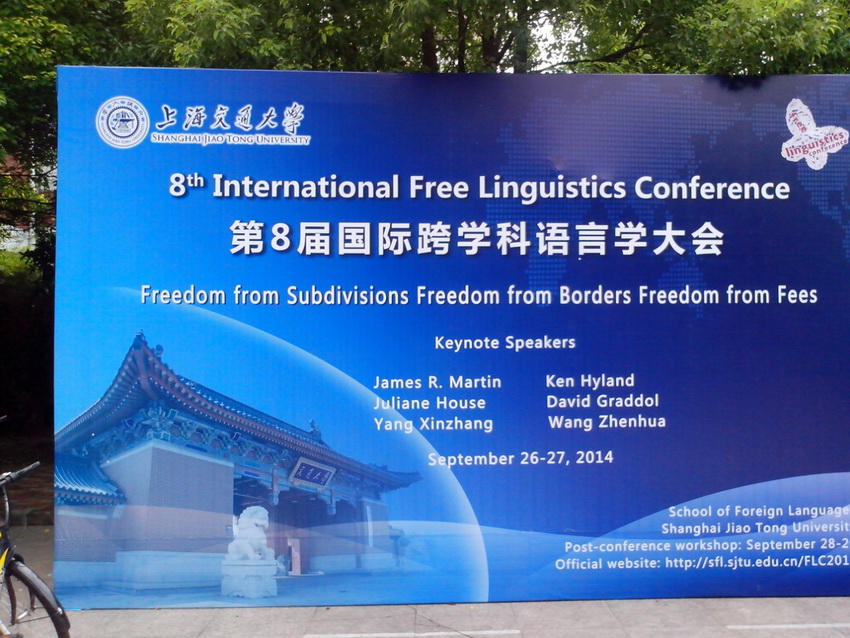 上海交通大学
SHANGHAI JIAO TONG UNIVERSITY
free
linguistics
conference
8th International Free Linguistics Conference
第8届国际跨学科语言学大会
Freedom from Subdivisions Freedom from Borders Freedom from Fees
Keynote Speakers
James R. Martin Ken Hyland
Juliane House David Graddol
Yang Xinzhang Wang Zhenhua
September 26-27, 2014
School of Foreign Language
Shanghai Jiao Tong Universit
Post-conference workshop: September 28-2
Official website: http://sfl.sjtu.edu.cn/FLC201